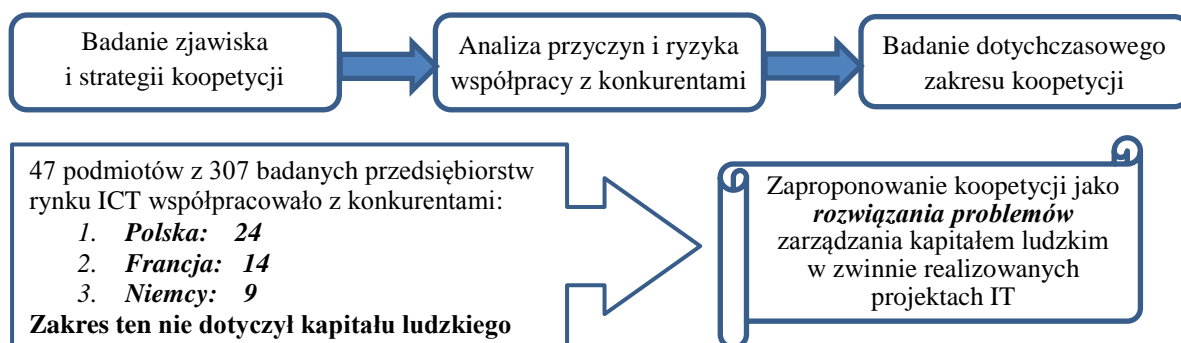 Badanie zjawiska
i strategii koopetycji
Analiza przyczyn i ryzyka
współpracy z konkurentami
Badanie dotychczasowego
zakresu koopetycji
47 podmiotów z 307 badanych przedsiębiorstw
rynku ICT współpracowało z konkurentami:
1. Polska: 24
2. Francja: 14
3. Niemcy: 9
Zakres ten nie dotyczył kapitału ludzkiego
Zaproponowanie koopetycji jako
rozwiązania problemów
zarządzania kapitałem ludzkim
w zwinnie realizowanych
projektach IT